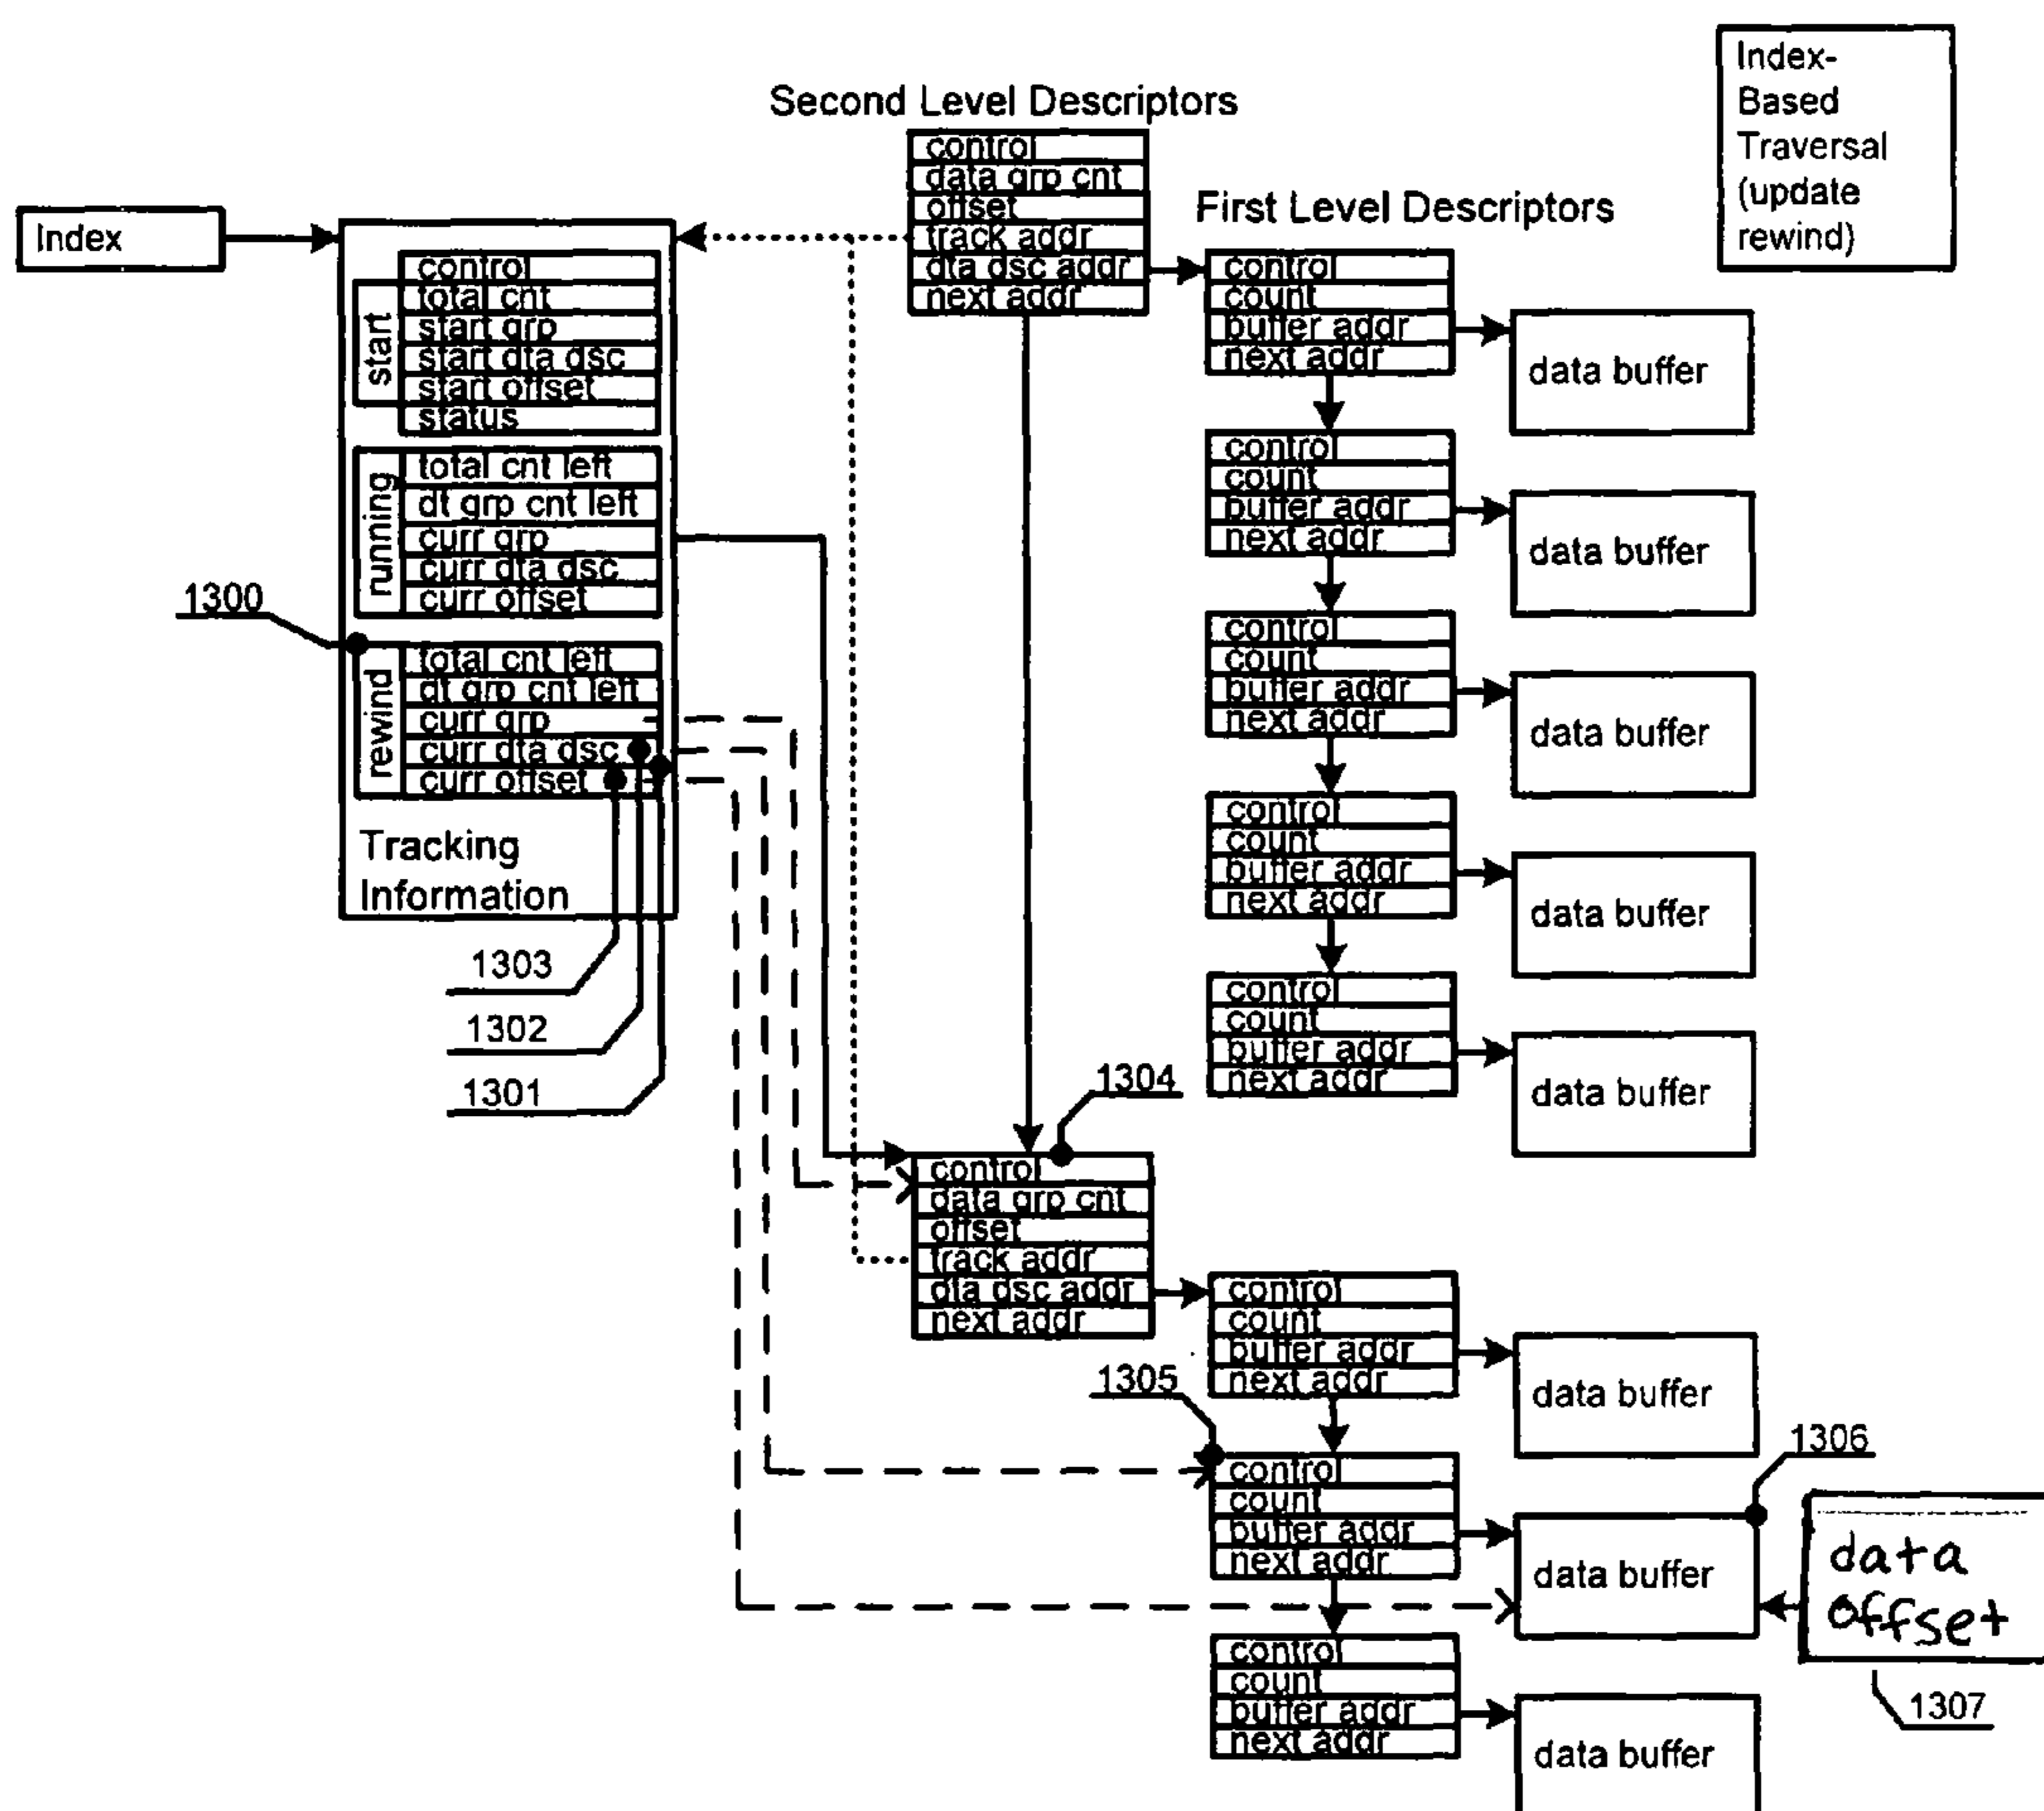 Index-
Based
Traversal
(update
rewind)
Second Level Descriptors
control
data grp cnt
offset
track addr
dta dsc addr
next addr
First Level Descriptors
Index
control
total cnt
start grp
start dta dsc
start offset
status
start
total cnt left
dt grp cnt left
curr grp
curr dta dsc
curr offset
running
1300
total cnt left
dt grp cnt left
curr grp
curr dta dsc
curr offset
rewind
Tracking
Information
1303
1302
1301
control
count
buffer addr
next addr
data buffer
control
count
buffer addr
next addr
data buffer
control
count
buffer addr
next addr
data buffer
control
count
buffer addr
next addr
data buffer
control
count
buffer addr
next addr
data buffer
1304
control
data grp cnt
offset
track addr
dta dsc addr
next addr
control
count
buffer addr
next addr
data buffer
1305
control
count
buffer addr
next addr
data buffer
1306
data
offset
1307
control
count
buffer addr
next addr
data buffer